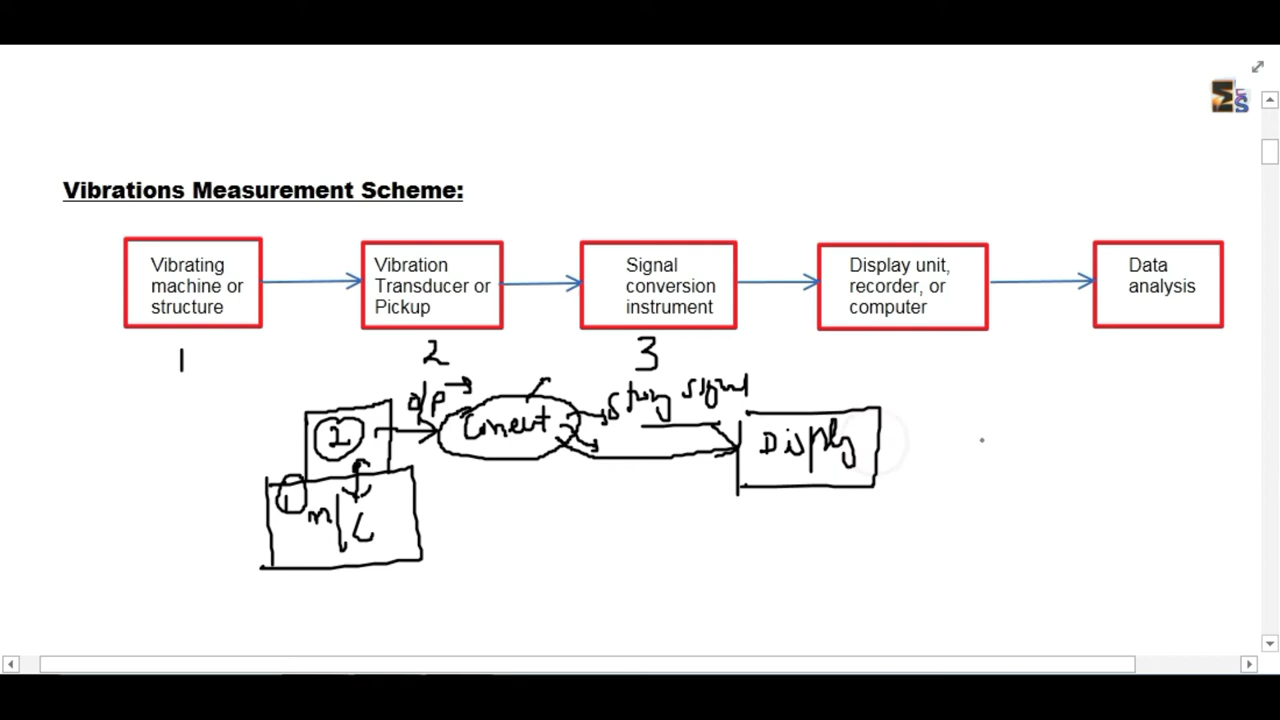 Vibrations Measurement Scheme:
Vibrating
machine or
structure
Vibration
Transducer or
Pickup
Signal
conversion
instrument
Display unit,
recorder, or
computer
Data
analysis
1
2
3
2
o/p
Convert
Strong signal
Display
1
m/c